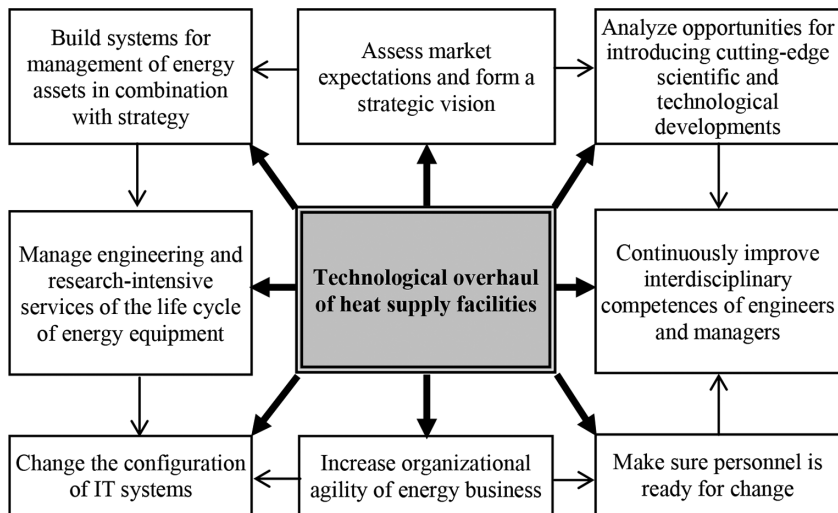 Build systems for
management of energy
assets in combination
with strategy
Assess market
expectations and form a
strategic vision
Analyze opportunities for
introducing cutting-edge
scientific and
technological
developments
Manage engineering and
research-intensive
services of the life cycle
of energy equipment
Technological overhaul
of heat supply facilities
Continuously improve
interdisciplinary
competences of engineers
and managers
Change the configuration
of IT systems
Increase organizational
agility of energy business
Make sure personnel is
ready for change